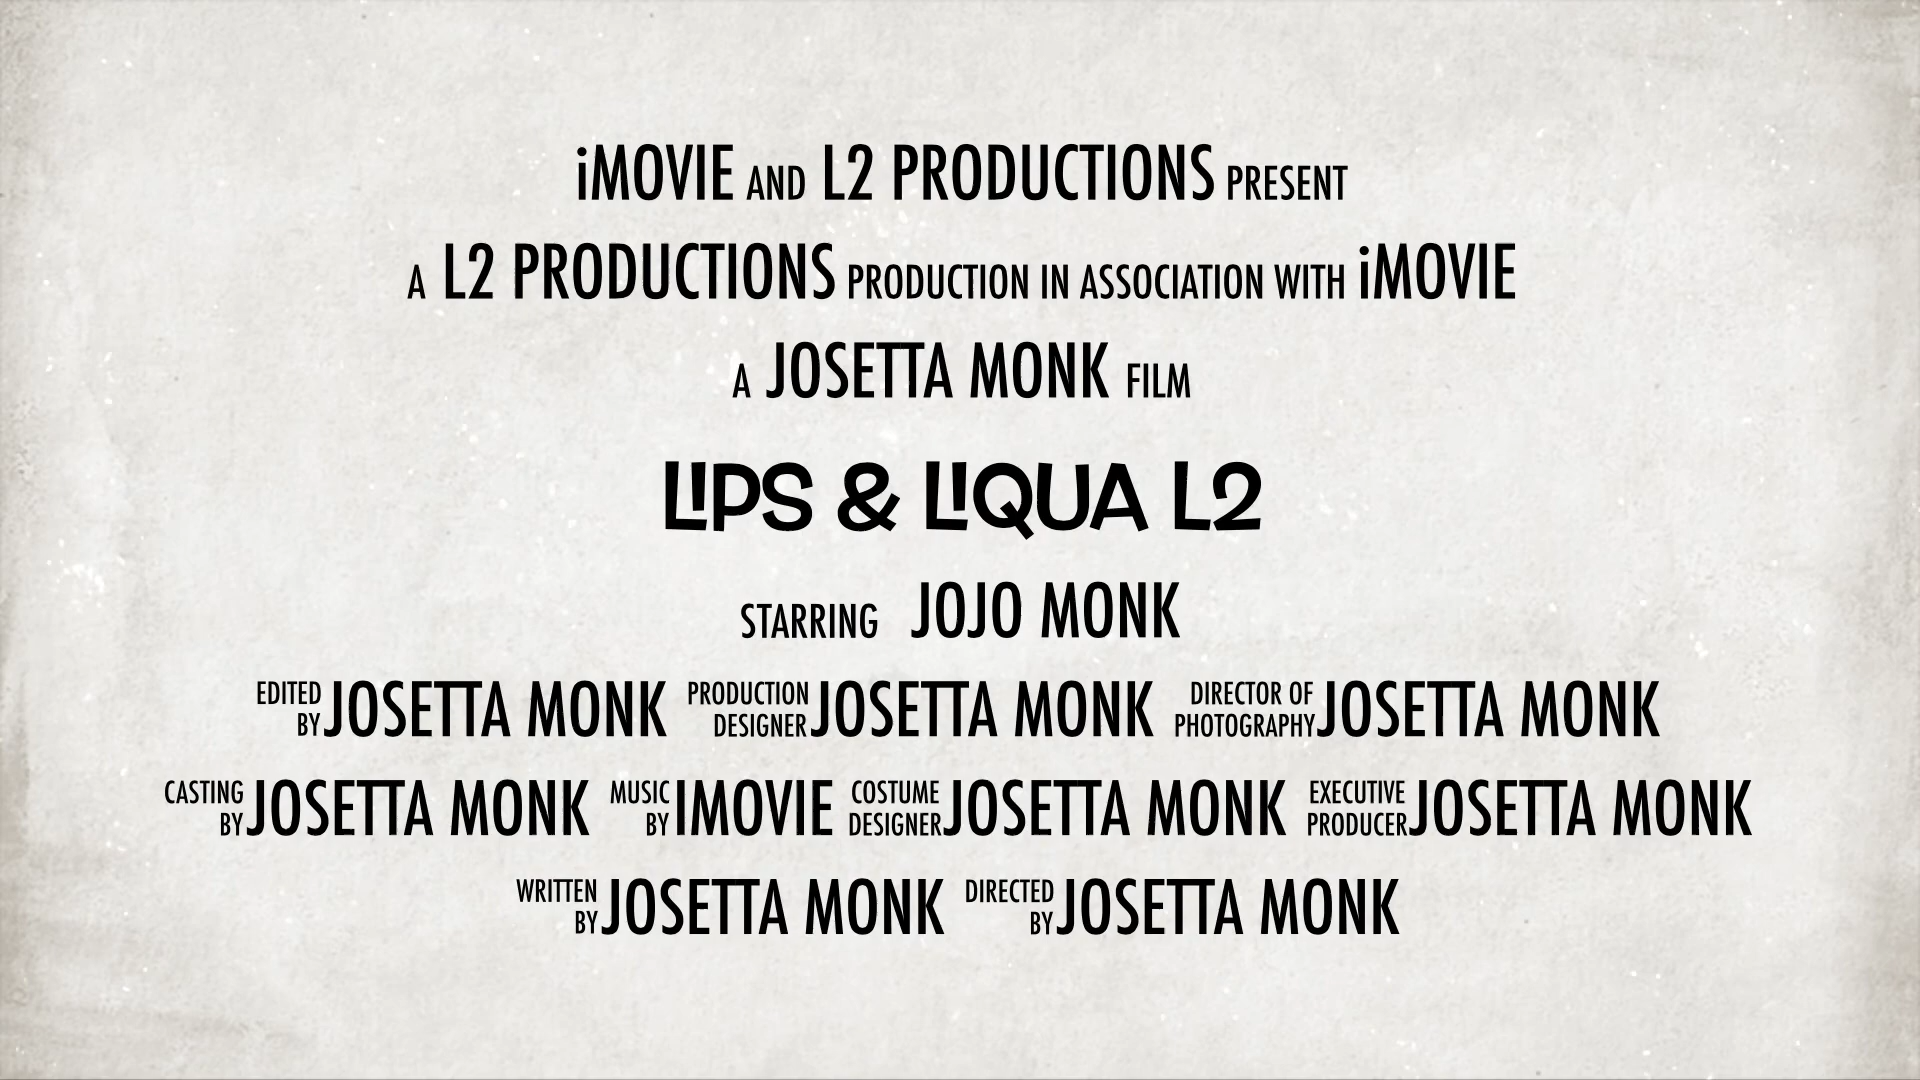 iMOVIE AND L2 PRODUCTIONS PRESENT
A L2 PRODUCTIONS PRODUCTION IN ASSOCIATION WITH iMOVIE
A JOSETTA MONK FILM
LIPS & LIQUA L2
STARRING JOJO MONK
EDITED BY JOSETTA MONK PRODUCTION DESIGNER JOSETTA MONK DIRECTOR OF PHOTOGRAPHY JOSETTA MONK
CASTING BY JOSETTA MONK MUSIC BY IMOVIE COSTUME DESIGNER JOSETTA MONK EXECUTIVE PRODUCER JOSETTA MONK
WRITTEN BY JOSETTA MONK DIRECTED BY JOSETTA MONK